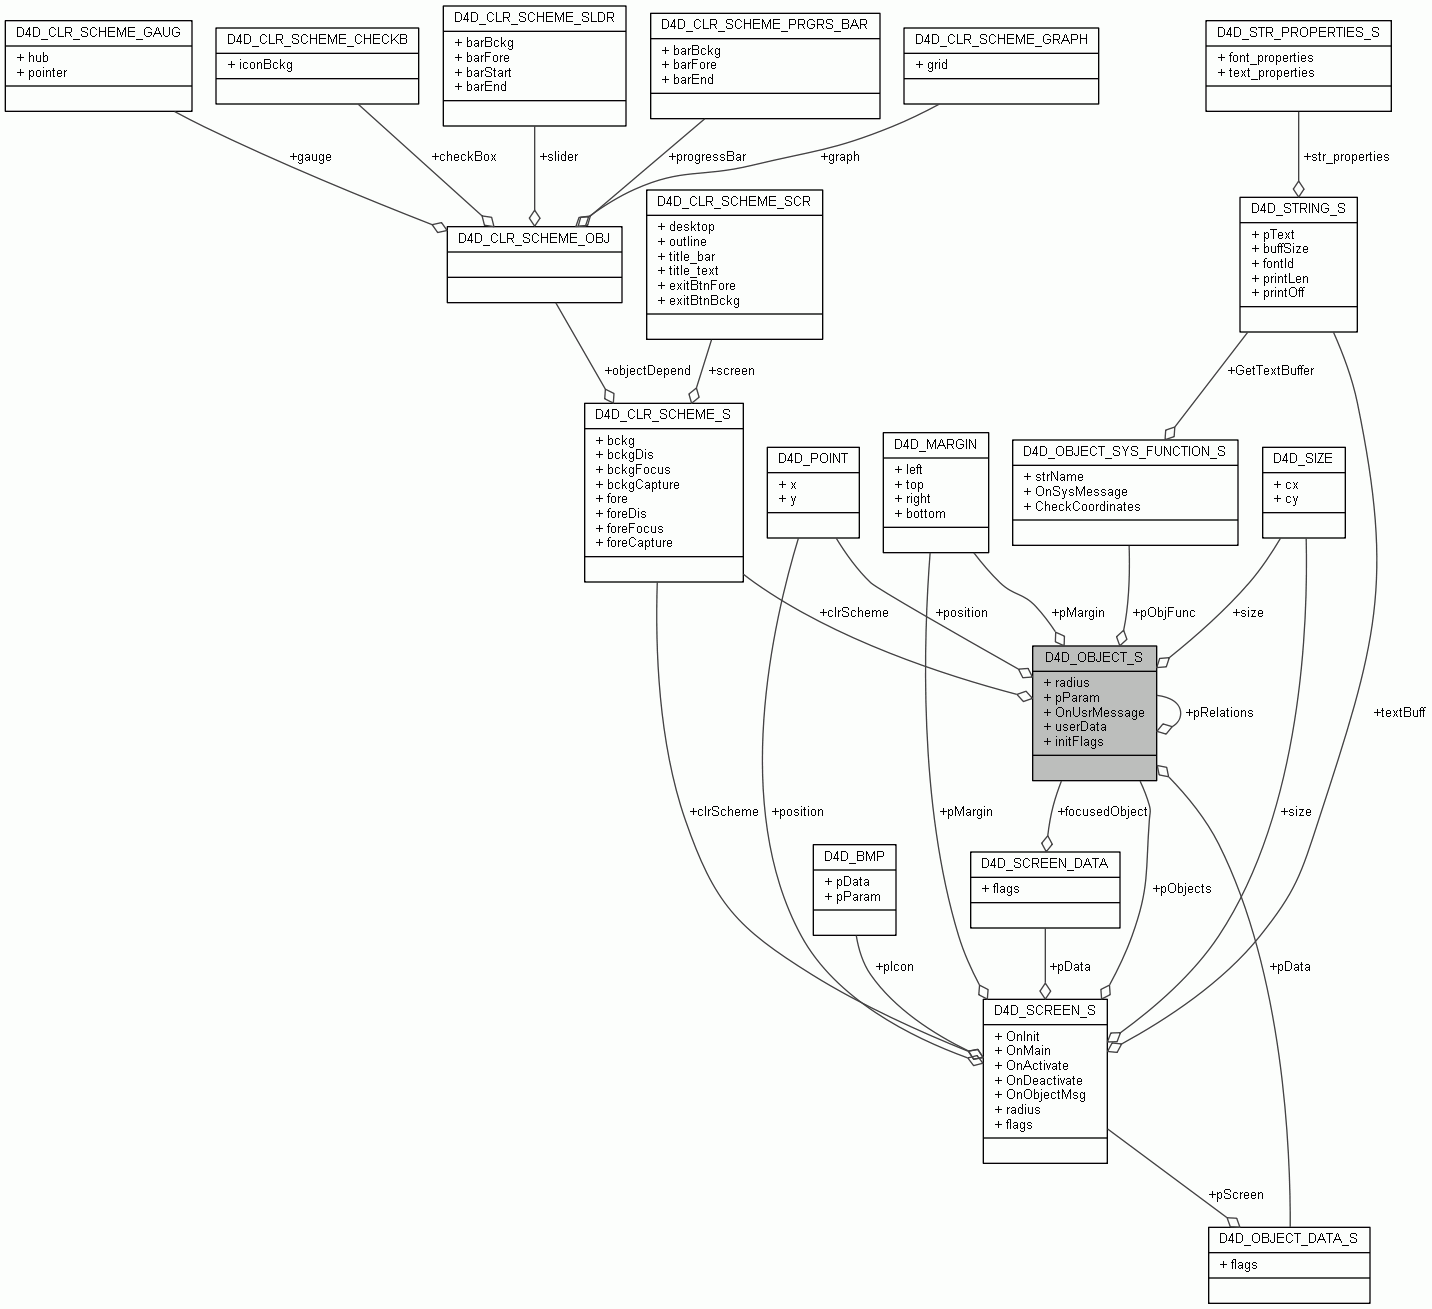 D4D_CLR_SCHEME_GAUG
+ hub
+ pointer
D4D_CLR_SCHEME_CHECKB
+ iconBckg
D4D_CLR_SCHEME_SLDR
+ barBckg
+ barFore
+ barStart
+ barEnd
D4D_CLR_SCHEME_PRGRS_BAR
+ barBckg
+ barFore
+ barEnd
D4D_CLR_SCHEME_GRAPH
+ grid
D4D_STR_PROPERTIES_S
+ font_properties
+ text_properties
+gauge
+checkBox
+slider
+progressBar
+graph
+str_properties
D4D_CLR_SCHEME_OBJ
D4D_CLR_SCHEME_SCR
+ desktop
+ outline
+ title_bar
+ title_text
+ exitBtnFore
+ exitBtnBckg
D4D_STRING_S
+ pText
+ buffSize
+ fontId
+ printLen
+ printOff
+objectDepend
+screen
+GetTextBuffer
D4D_CLR_SCHEME_S
+ bckg
+ bckgDis
+ bckgFocus
+ bckgCapture
+ fore
+ foreDis
+ foreFocus
+ foreCapture
D4D_POINT
+ x
+ y
D4D_MARGIN
+ left
+ top
+ right
+ bottom
D4D_OBJECT_SYS_FUNCTION_S
+ strName
+ OnSysMessage
+ CheckCoordinates
D4D_SIZE
+ cx
+ cy
+clrScheme
+position
+pMargin
+pObjFunc
+size
D4D_OBJECT_S
+ radius
+ pParam
+ OnUsrMessage
+ userData
+ initFlags
+pRelations
+textBuff
+clrScheme
+position
+pMargin
+focusedObject
+size
D4D_BMP
+ pData
+ pParam
D4D_SCREEN_DATA
+ flags
+pObjects
+pIcon
+pData
+pData
D4D_SCREEN_S
+ OnInit
+ OnMain
+ OnActivate
+ OnDeactivate
+ OnObjectMsg
+ radius
+ flags
+pScreen
D4D_OBJECT_DATA_S
+ flags